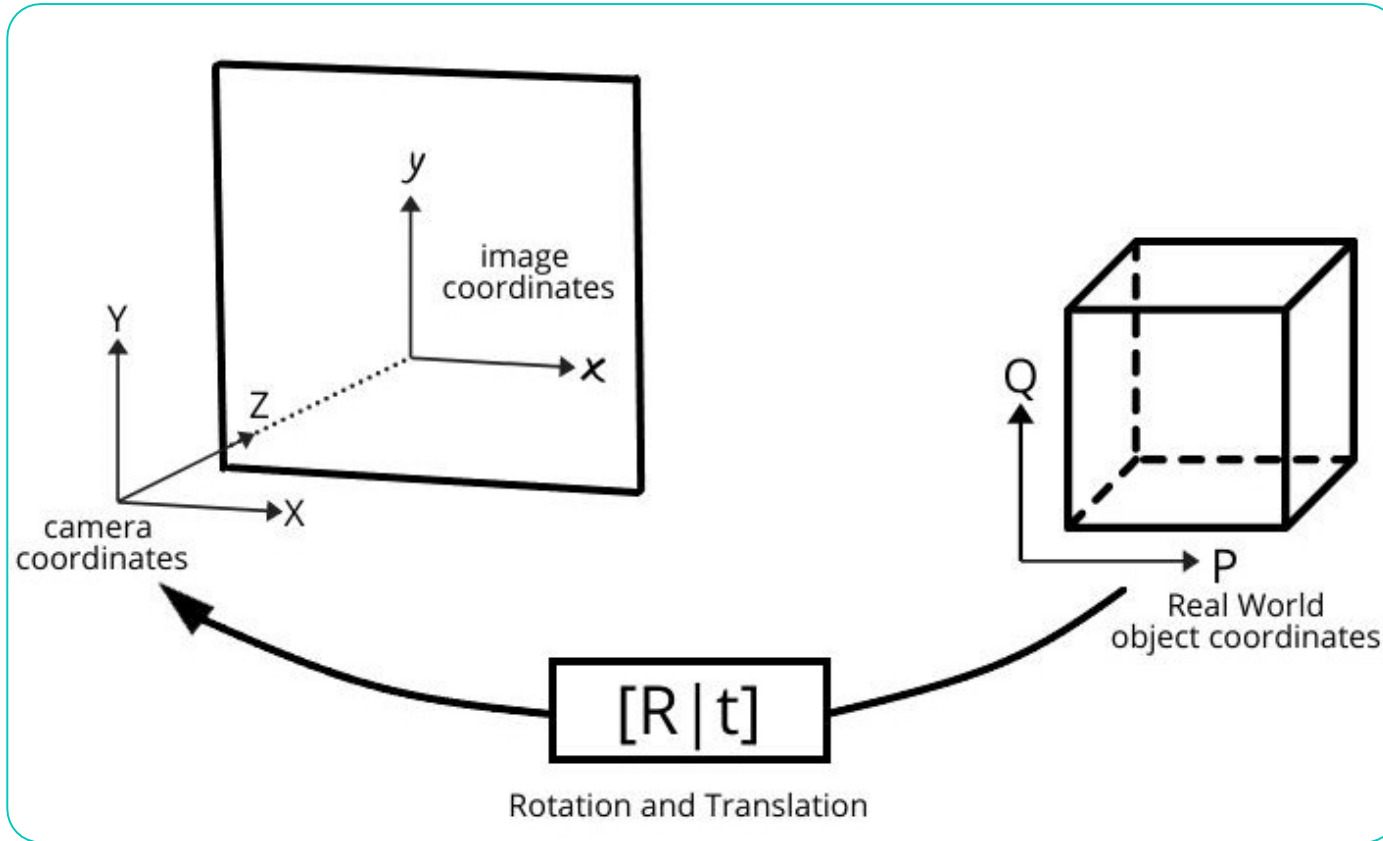 y
image
coordinates
x
Y
Z
X
camera
coordinates
Q
P
Real World
object coordinates
[R|t]
Rotation and Translation